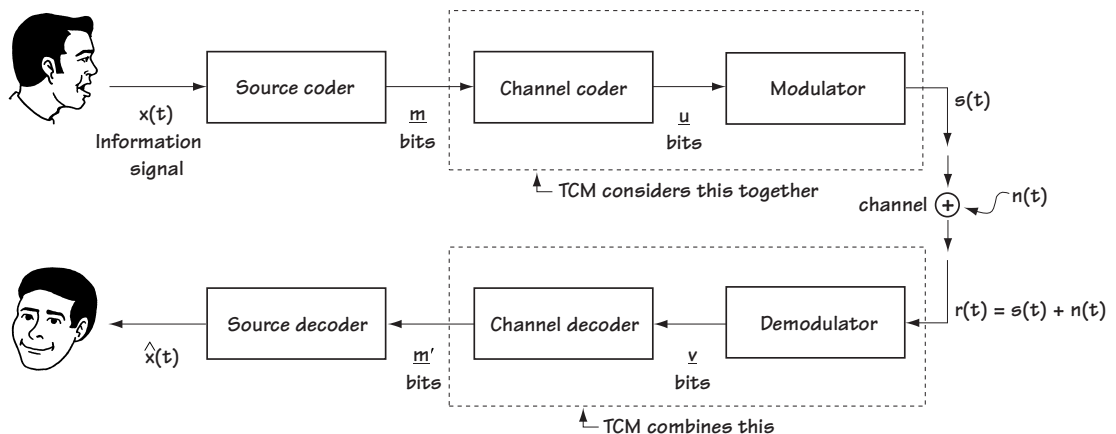 Source coder
Channel coder
Modulator
s(t)
x(t)
Information
signal
m
bits
u
bits
TCM considers this together
channel
+
n(t)
Source decoder
Channel decoder
Demodulator
r(t) = s(t) + n(t)
x̂(t)
m′
bits
v
bits
TCM combines this